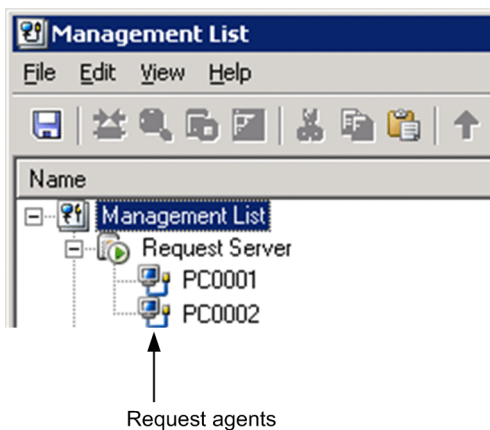 Management List
File Edit View Help
Name
Management List
Request Server
PC0001
PC0002
Request agents